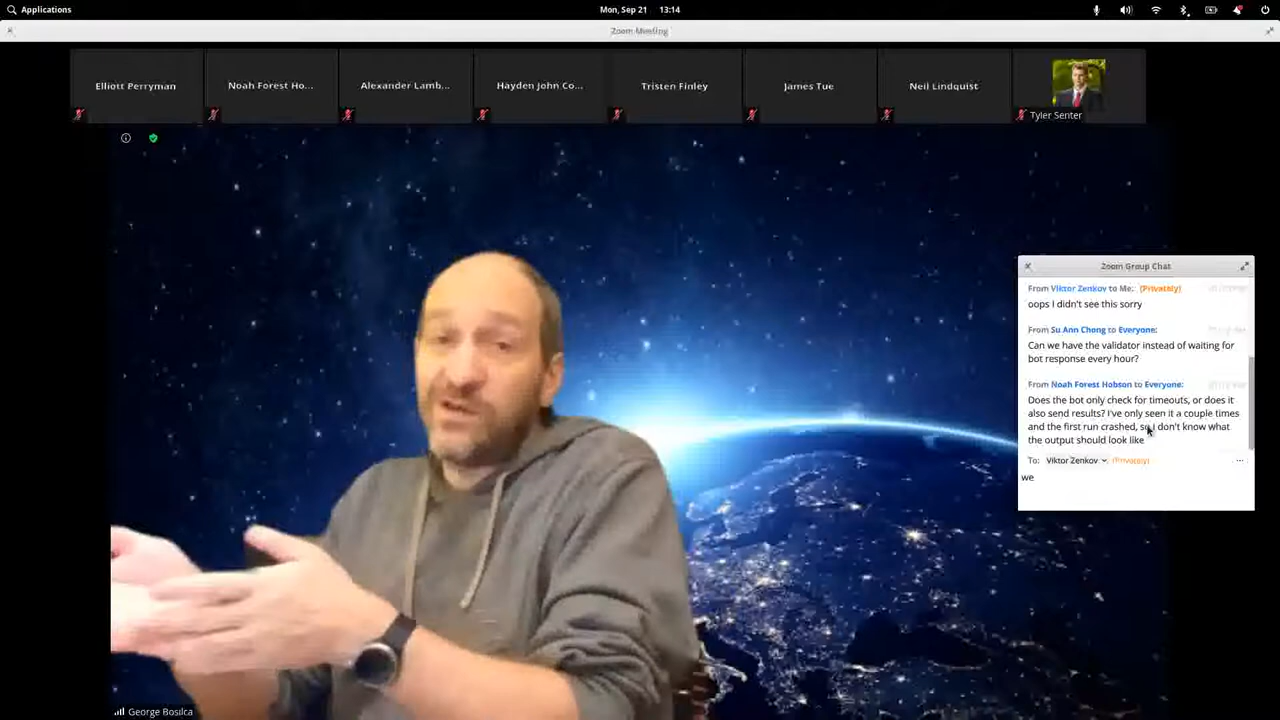 Applications
Mon, Sep 21 13:14
Zoom Meeting
Elliott Perryman
Noah Forest Ho...
Alexander Lamb...
Hayden John Co...
Tristen Finley
James Tue
Neil Lindquist
Tyler Senter
Zoom Group Chat
From Viktor Zenkov to Me: (Privately)
oops I didn't see this sorry
From Su Ann Chong to Everyone:
Can we have the validator instead of waiting for
bot response every hour?
From Noah Forest Hobson to Everyone:
Does the bot only check for timeouts, or does it
also send results? I've only seen it a couple times
and the first run crashed, so I don't know what
the output should look like
To: Viktor Zenkov (Privately)
...
we
George Bosilca